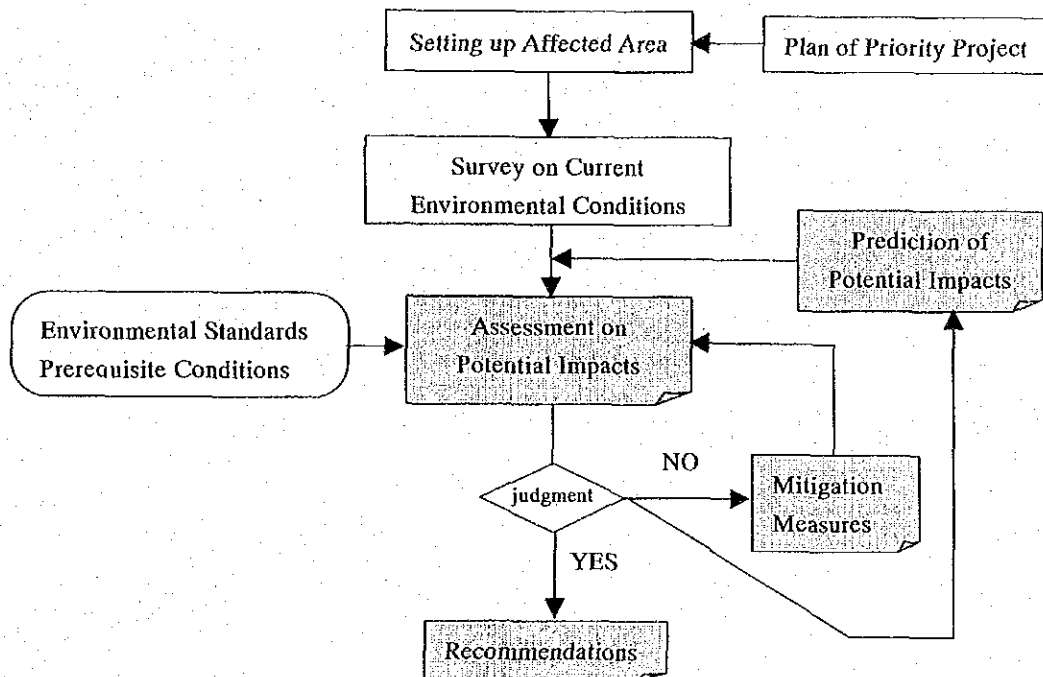 Setting up Affected Area
Plan of Priority Project
Survey on Current
Environmental Conditions
Prediction of
Potential Impacts
Environmental Standards
Prerequisite Conditions
Assessment on
Potential Impacts
NO
judgment
Mitigation
Measures
YES
Recommendations